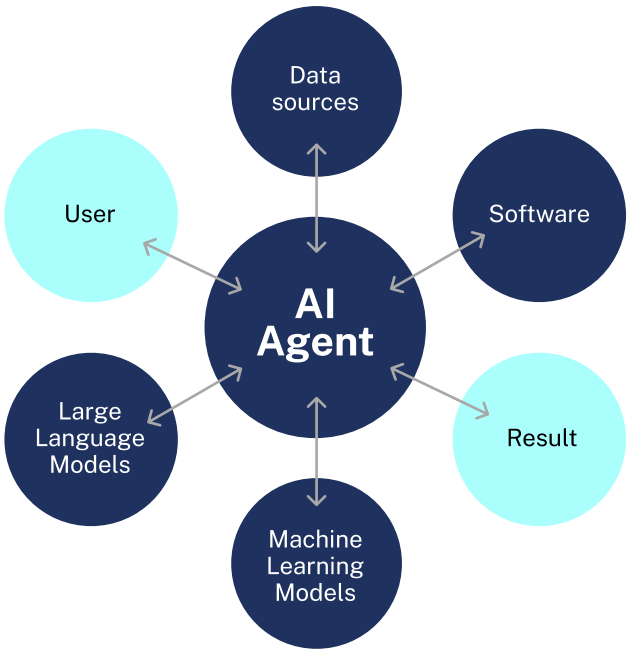 Data
sources
User
Software
AI
Agent
Large
Language
Models
Result
Machine
Learning
Models